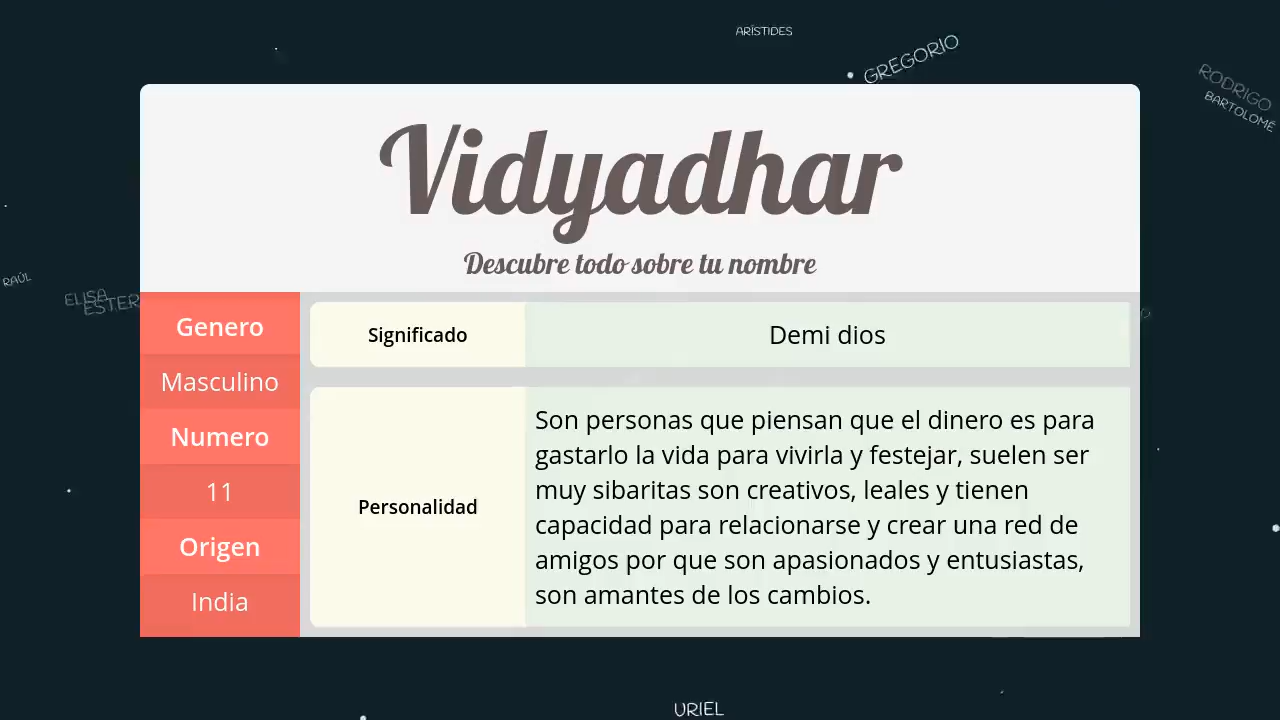 ARÍSTIDES
GREGORIO
RODRIGO
BARTOLOMÉ
Vidyadhar
Descubre todo sobre tu nombre
RAÚL
ELISA
ESTER
Genero
Masculino
Numero
11
Origen
India
Significado
Demi dios
Personalidad
Son personas que piensan que el dinero es para
gastarlo la vida para vivirla y festejar, suelen ser
muy sibaritas son creativos, leales y tienen
capacidad para relacionarse y crear una red de
amigos por que son apasionados y entusiastas,
son amantes de los cambios.
URIEL